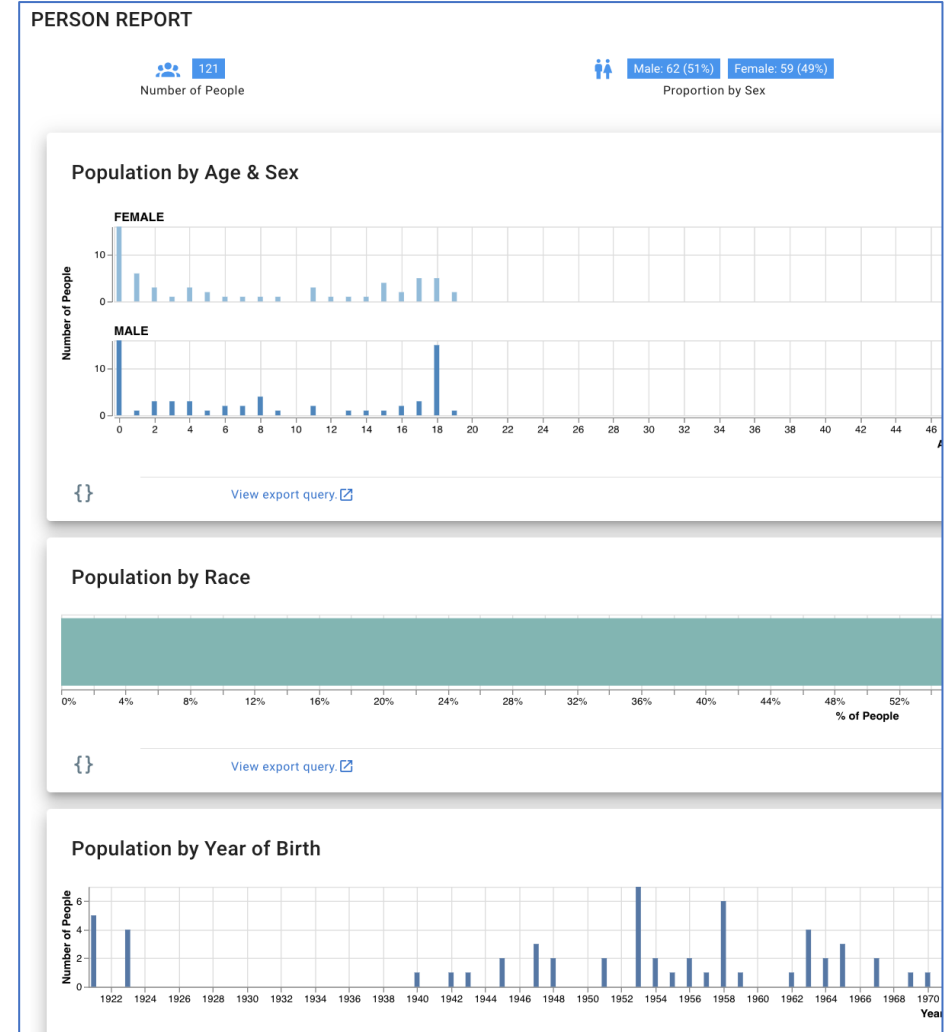 PERSON REPORT
121
Number of People
Male: 62 (51%) Female: 59 (49%)
Proportion by Sex
Population by Age & Sex
FEMALE
10
0
MALE
10
0
Number of People
0 2 4 6 8 10 12 14 16 18 20 22 24 26 28 30 32 34 36 38 40 42 44 46
{}
View export query.
Population by Race
0% 4% 8% 12% 16% 20% 24% 28% 32% 36% 40% 44% 48% 52%
% of People
{}
View export query.
Population by Year of Birth
Number of People
6
4
2
0
1922 1924 1926 1928 1930 1932 1934 1936 1938 1940 1942 1944 1946 1948 1950 1952 1954 1956 1958 1960 1962 1964 1966 1968 1970